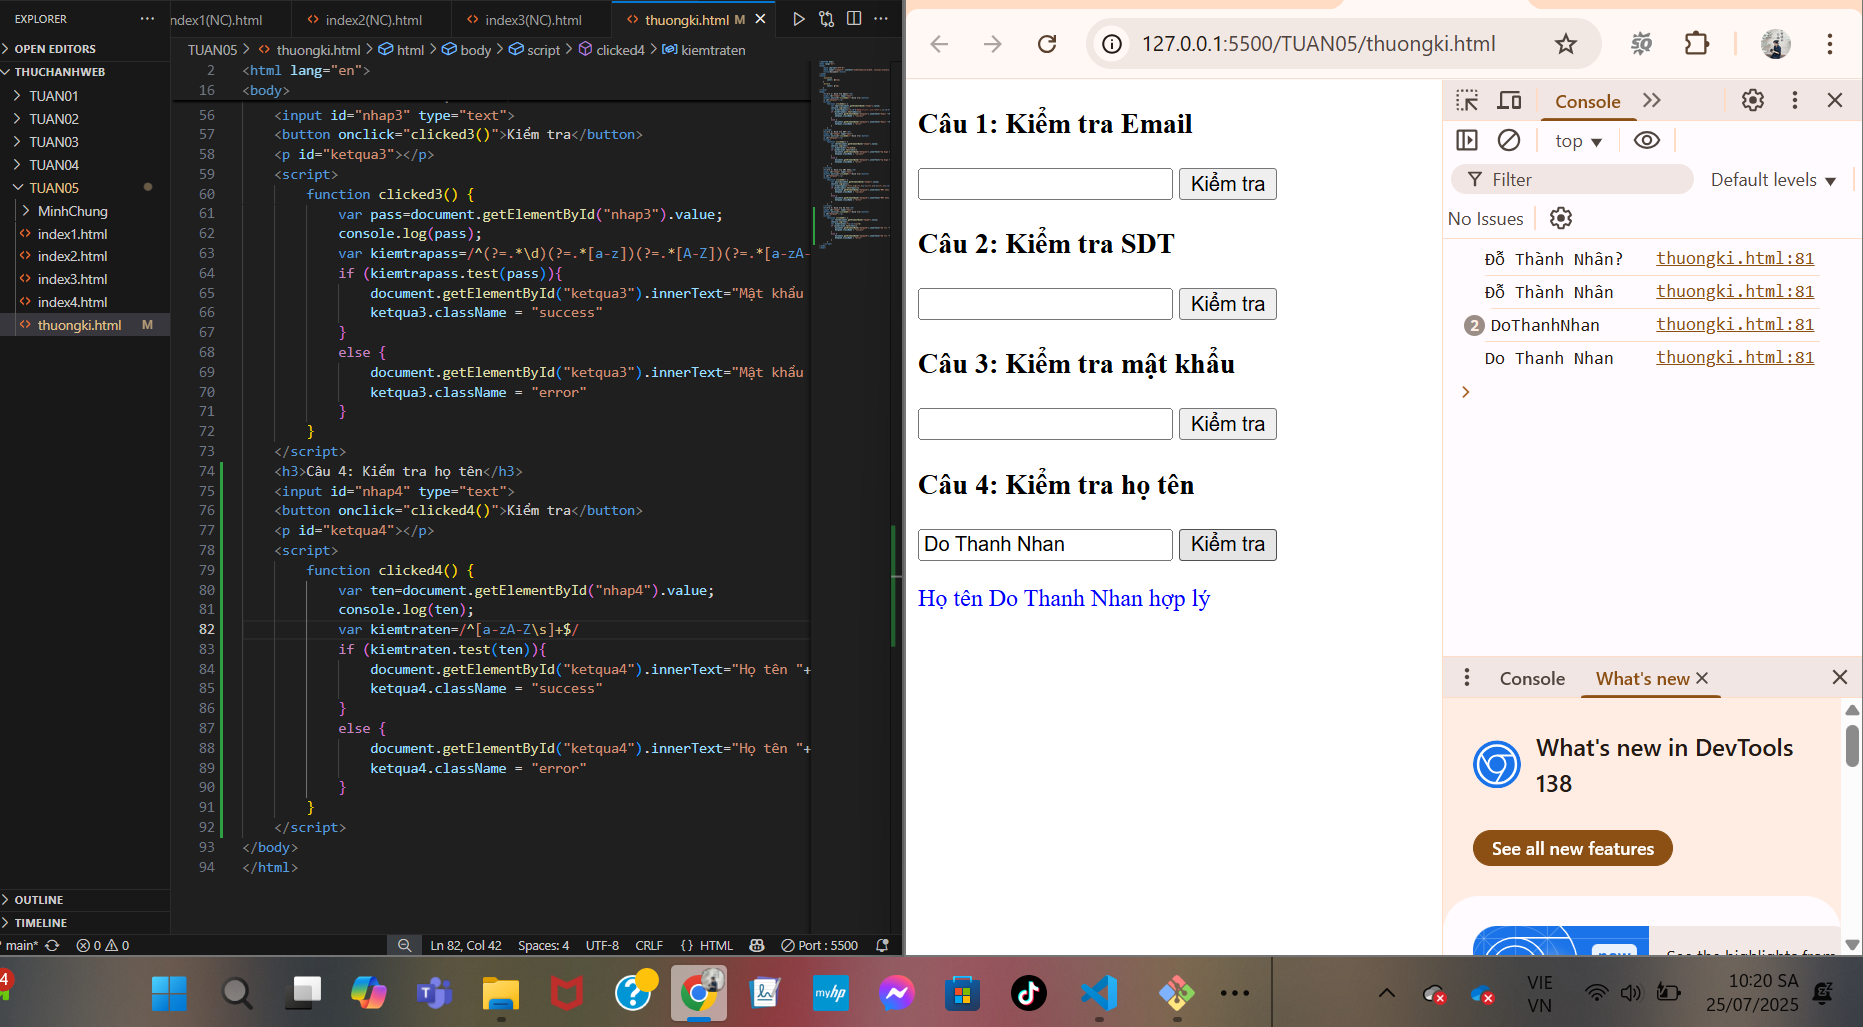 EXPLORER
OPEN EDITORS
THUCHANHWEB
TUAN01
TUAN02
TUAN03
TUAN04
TUAN05
MinhChung
index1.html
index2.html
index3.html
index4.html
thuongki.html M
OUTLINE
TIMELINE
ndex1(NC).html
index2(NC).html
index3(NC).html
thuongki.html M
TUAN05 > thuongki.html > html > body > script > clicked4 > kiemtraten
2 <html lang="en">
16 <body>
56 <input id="nhap3" type="text">
57 <button onclick="clicked3()">Kiểm tra</button>
58 <p id="ketqua3"></p>
59 <script>
60 function clicked3() {
61 var pass=document.getElementById("nhap3").value;
62 console.log(pass);
63 var kiemtrapass=/^(?=.*\d)(?=.*[a-z])(?=.*[A-Z])(?=.*[a-zA-
64 if (kiemtrapass.test(pass)){
65 document.getElementById("ketqua3").innerText="Mật khẩu
66 ketqua3.className = "success"
67 }
68 else {
69 document.getElementById("ketqua3").innerText="Mật khẩu
70 ketqua3.className = "error"
71 }
72 }
73 </script>
74 <h3>Câu 4: Kiểm tra họ tên</h3>
75 <input id="nhap4" type="text">
76 <button onclick="clicked4()">Kiểm tra</button>
77 <p id="ketqua4"></p>
78 <script>
79 function clicked4() {
80 var ten=document.getElementById("nhap4").value;
81 console.log(ten);
82 var kiemtraten=/^[a-zA-Z\s]+$/
83 if (kiemtraten.test(ten)){
84 document.getElementById("ketqua4").innerText="Họ tên "+
85 ketqua4.className = "success"
86 }
87 else {
88 document.getElementById("ketqua4").innerText="Họ tên "+
89 ketqua4.className = "error"
90 }
91 }
92 </script>
93 </body>
94 </html>
main* 0 0 Ln 82, Col 42 Spaces: 4 UTF-8 CRLF {} HTML Port : 5500
127.0.0.1:5500/TUAN05/thuongki.html
Câu 1: Kiểm tra Email
Kiểm tra
Câu 2: Kiểm tra SDT
Kiểm tra
Câu 3: Kiểm tra mật khẩu
Kiểm tra
Câu 4: Kiểm tra họ tên
Do Thanh Nhan Kiểm tra
Họ tên Do Thanh Nhan hợp lý
Console
top
Filter
Default levels
No Issues
Đỗ Thành Nhân? thuongki.html:81
Đỗ Thành Nhân thuongki.html:81
2 DoThanhNhan thuongki.html:81
Do Thanh Nhan thuongki.html:81
Console What's new
What's new in DevTools
138
See all new features
See the highlights from
new
4
myhp
VIE
VN
10:20 SA
25/07/2025